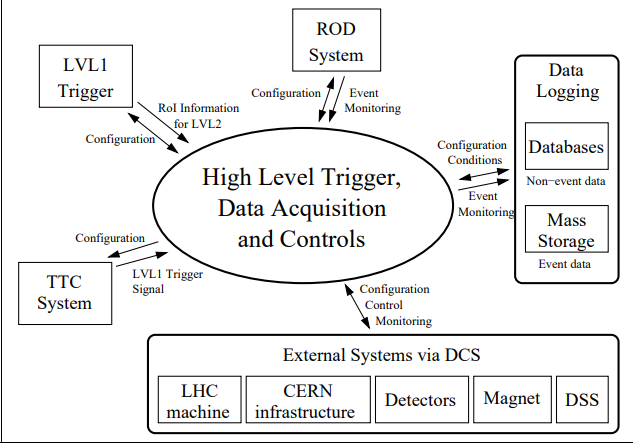 ROD
System
LVL1
Trigger
RoI Information
for LVL2
Configuration
Configuration
Event
Monitoring
Data
Logging
Databases
Non-event data
Mass
Storage
Event data
Configuration
Conditions
Event
Monitoring
High Level Trigger,
Data Acquisition
and Controls
Configuration
LVL1 Trigger
Signal
TTC
System
Configuration
Control
Monitoring
External Systems via DCS
LHC
machine
CERN
infrastructure
Detectors
Magnet
DSS